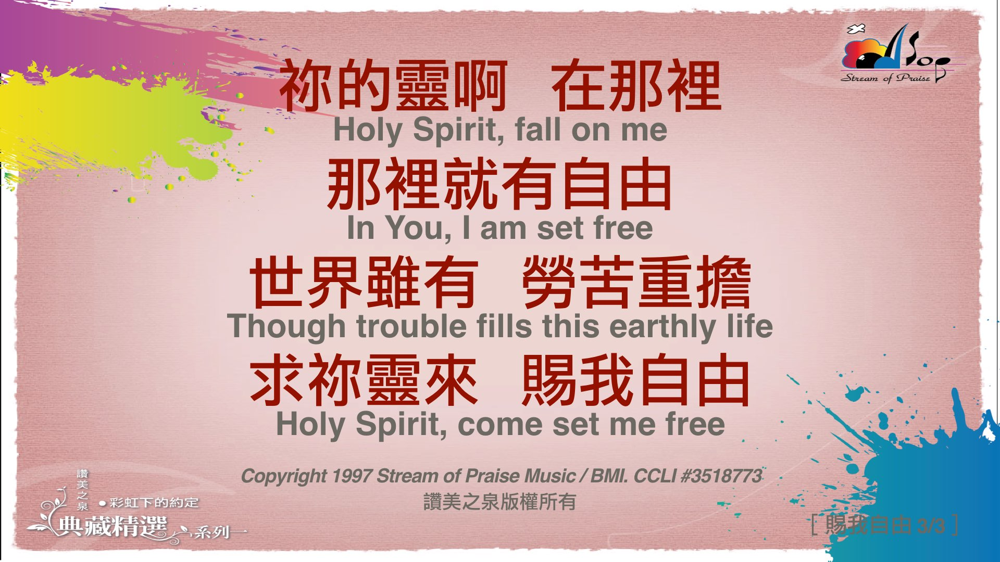 Sop
Stream of Praise
祢的靈啊 在那裡
Holy Spirit, fall on me
那裡就有自由
In You, I am set free
世界雖有 勞苦重擔
Though trouble fills this earthly life
求祢靈來 賜我自由
Holy Spirit, come set me free
Copyright 1997 Stream of Praise Music / BMI. CCLI #3518773
讚美之泉版權所有
讚美之泉
•彩虹下的約定
典藏精選
系列一
[ 賜我自由 3/3 ]